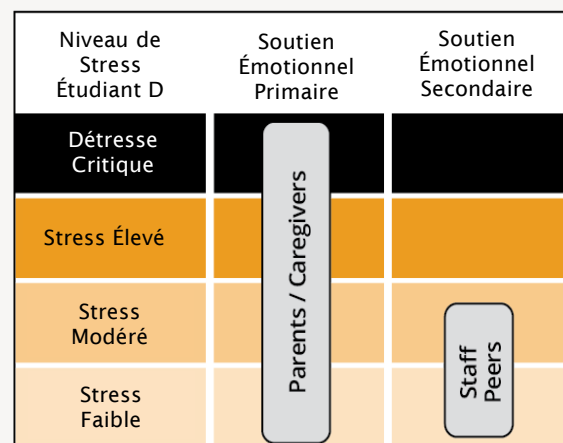 Niveau de
Stress
Étudiant D
Soutien
Émotionnel
Primaire
Soutien
Émotionnel
Secondaire
Détresse
Critique
Stress Élevé
Stress
Modéré
Stress
Faible
Parents / Caregivers
Staff
Peers